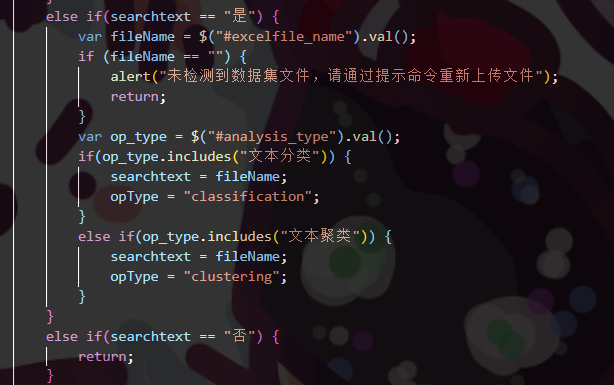 else if(searchtext == "是") {
var fileName = $("#excelfile_name").val();
if (fileName == "") {
alert("未检测到数据集文件，请通过提示命令重新上传文件");
return;
}
var op_type = $("#analysis_type").val();
if(op_type.includes("文本分类")) {
searchtext = fileName;
opType = "classification";
}
else if(op_type.includes("文本聚类")) {
searchtext = fileName;
opType = "clustering";
}
}
else if(searchtext == "否") {
return;
}